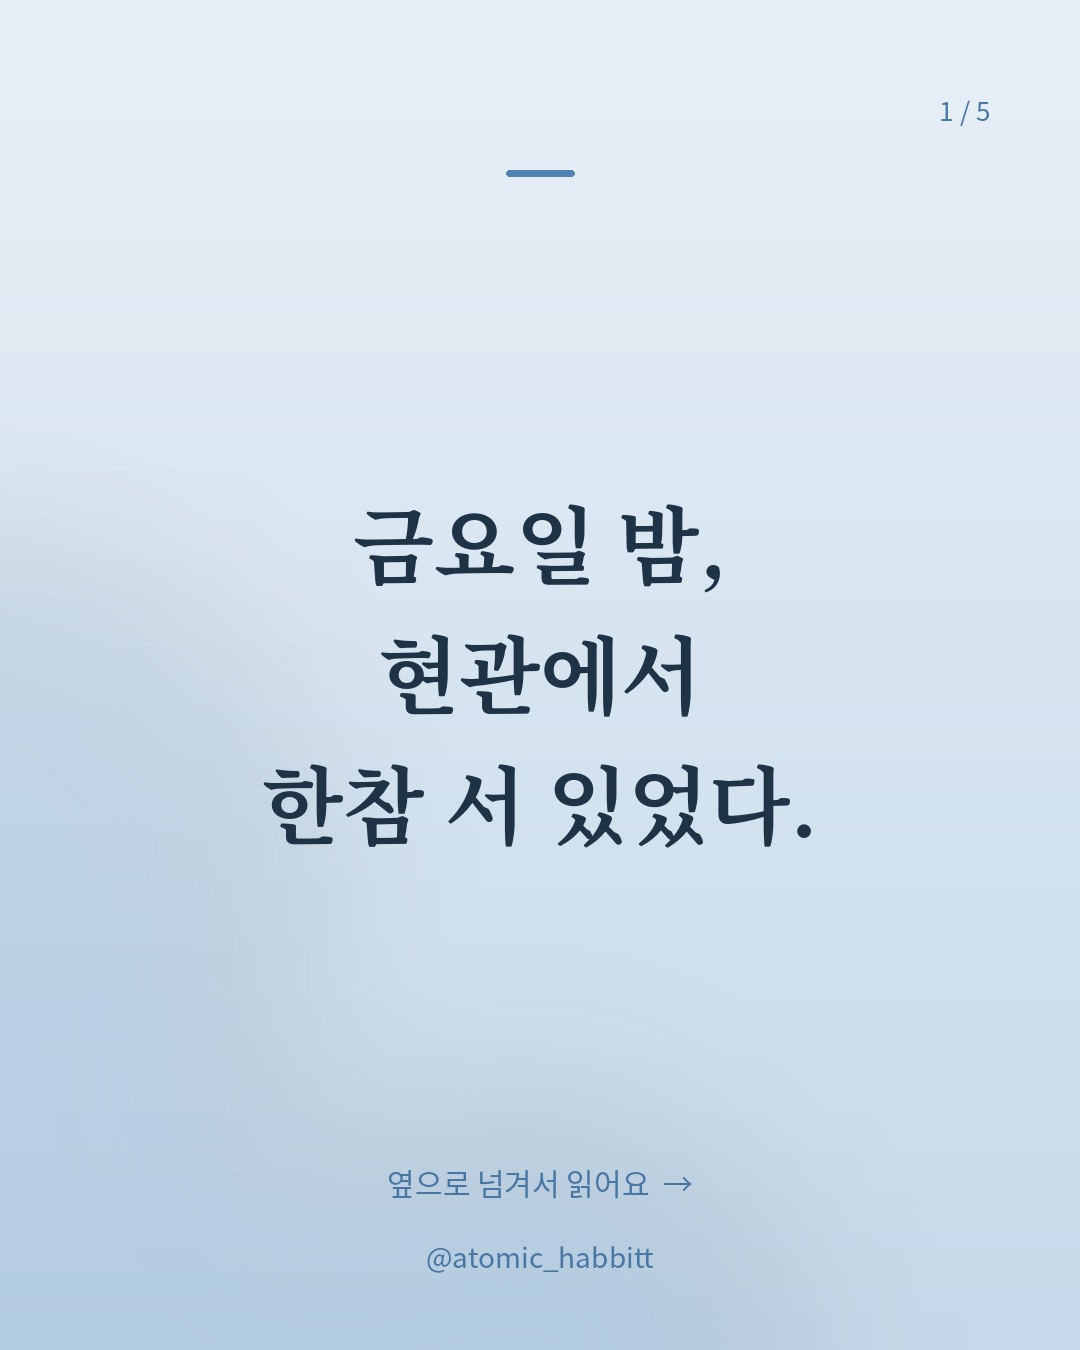 1 / 5
금요일 밤,
현관에서
한참 서 있었다.
옆으로 넘겨서 읽어요 →
@atomic_habbitt